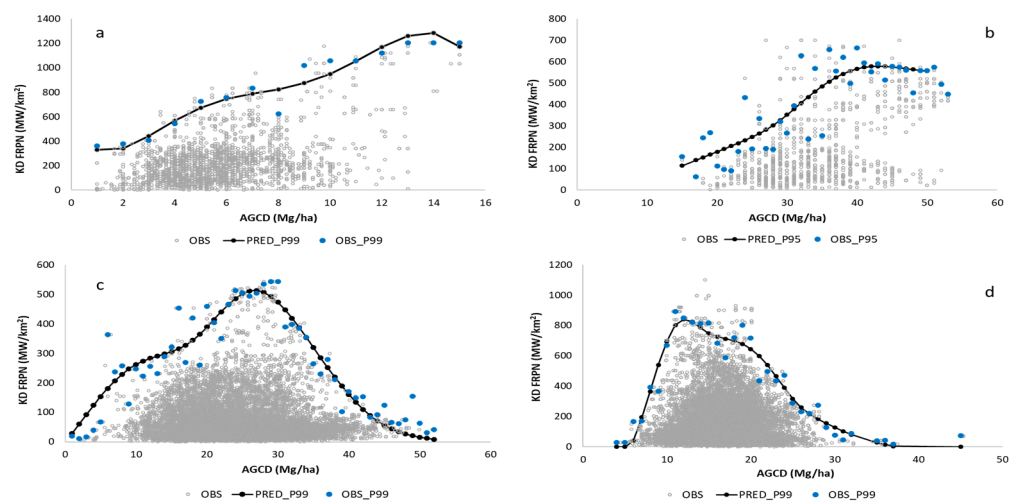 a
KD FRPN (MW/km²)
1400
1200
1000
800
600
400
200
0
0 2 4 6 8 10 12 14 16
AGCD (Mg/ha)
OBS PRED_P99 OBS_P99
b
KD FRPN (MW/km²)
800
700
600
500
400
300
200
100
0
0 10 20 30 40 50 60
AGCD (Mg/ha)
OBS PRED_P95 OBS_P95
c
KD FRPN (MW/km²)
600
500
400
300
200
100
0
0 10 20 30 40 50 60
AGCD (Mg/ha)
OBS PRED_P99 OBS_P99
d
KD FRPN (MW/km²)
1200
1000
800
600
400
200
0
0 10 20 30 40 50
AGCD (Mg/ha)
OBS PRED_P99 OBS_P99